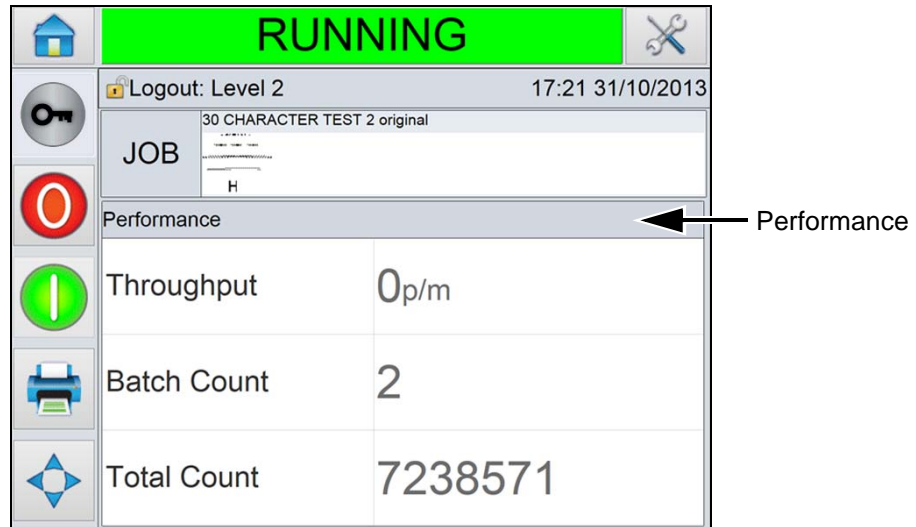 RUNNING
Logout: Level 2 17:21 31/10/2013
JOB
30 CHARACTER TEST 2 original
H
Performance
Performance
Throughput 0p/m
Batch Count 2
Total Count 7238571